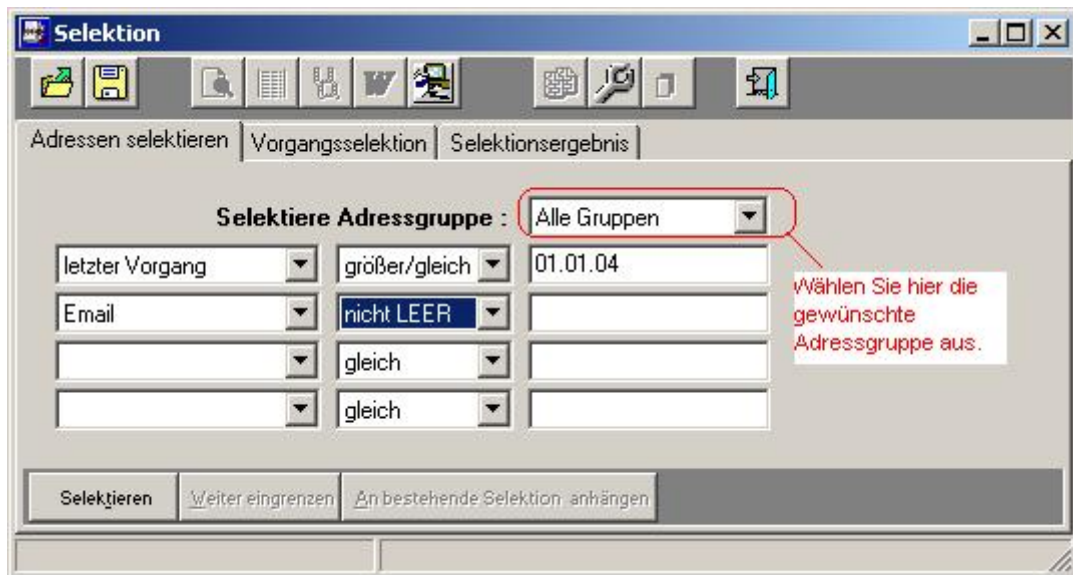 Selektion
W
Adressen selektieren Vorgangsselektion Selektionsergebnis
Selektiere Adressgruppe : Alle Gruppen
letzter Vorgang größer/gleich 01.01.04
Email nicht LEER
gleich
gleich
Wählen Sie hier die
gewünschte
Adressgruppe aus.
Selektieren Weiter eingrenzen An bestehende Selektion anhängen